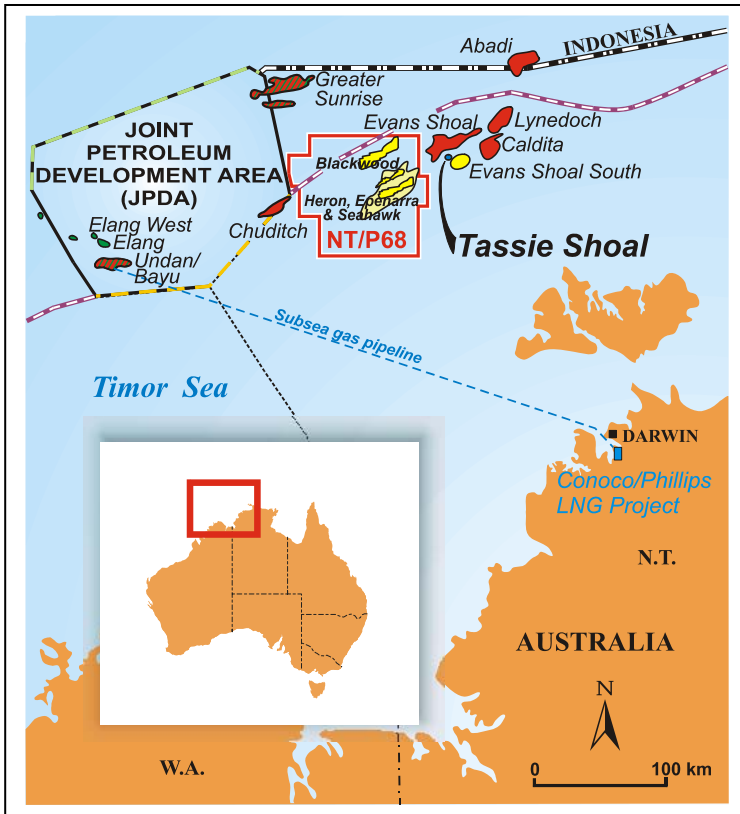 Abadi
INDONESIA
Greater
Sunrise
JOINT
PETROLEUM
DEVELOPMENT AREA
(JPDA)
Evans Shoal
Lynedoch
Caldita
Evans Shoal South
Blackwood
Heron, Epenarra
& Seahawk
NT/P68
Chuditch
Elang West
Elang
Undan/
Bayu
Tassie Shoal
Subsea gas pipeline
Timor Sea
DARWIN
Conoco/Phillips
LNG Project
N.T.
AUSTRALIA
N
W.A.
0
100 km